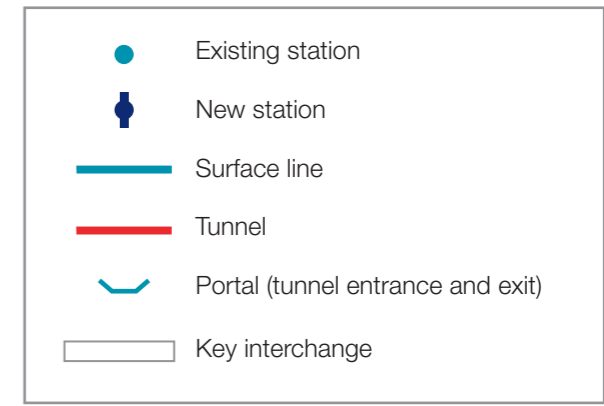 Existing station
New station
Surface line
Tunnel
Portal (tunnel entrance and exit)
Key interchange